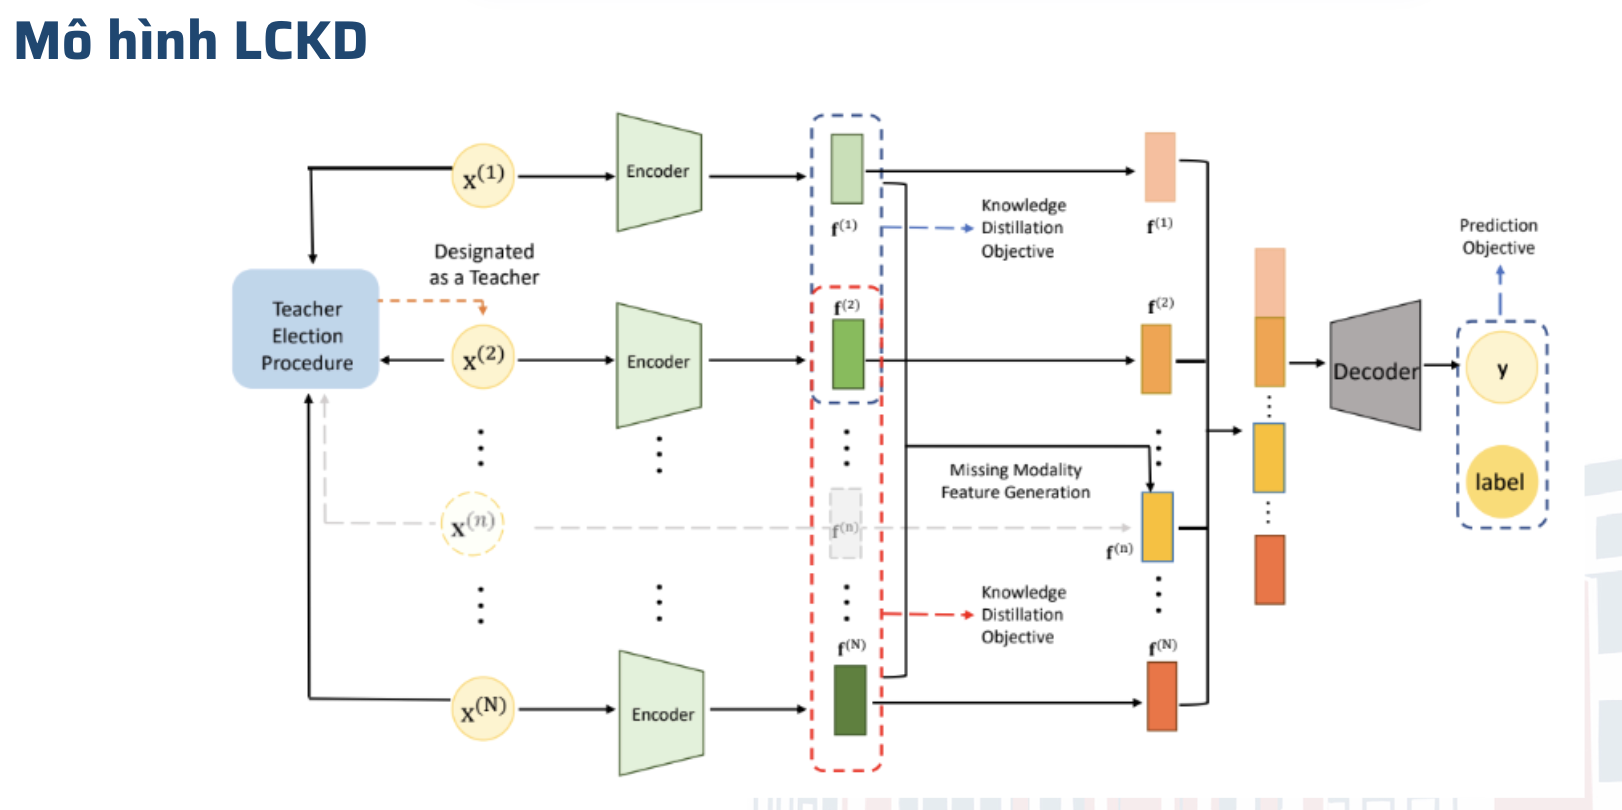 Mô hình LCKD
x(1)
Encoder
f(1)
Knowledge
Distillation
Objective
f(1)
Prediction
Objective
Designated
as a Teacher
Teacher
Election
Procedure
x(2)
Encoder
f(2)
f(2)
Decoder
y
label
Missing Modality
Feature Generation
x(n)
f(n)
f(n)
Knowledge
Distillation
Objective
x(N)
Encoder
f(N)
f(N)